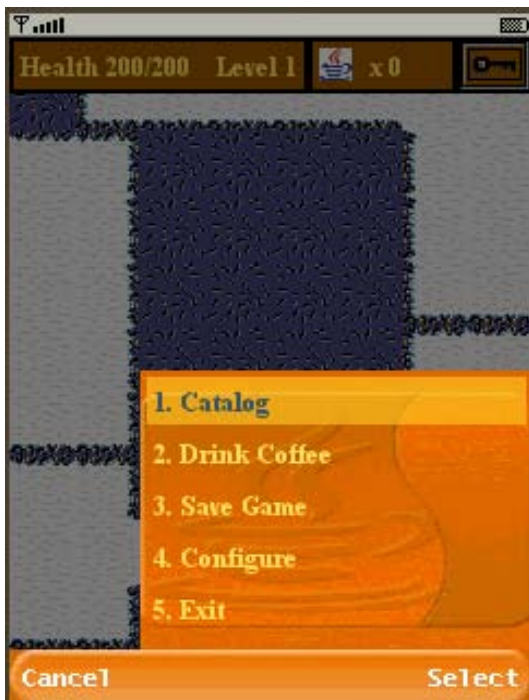 Health 200/200 Level 1 x 0
1. Catalog
2. Drink Coffee
3. Save Game
4. Configure
5. Exit
Cancel Select